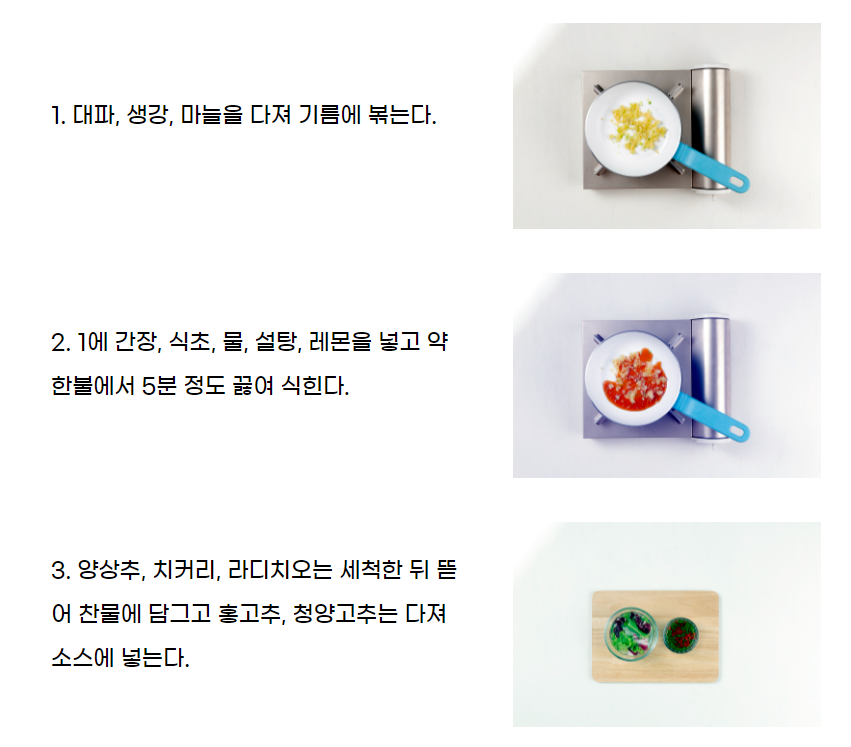 1. 대파, 생강, 마늘을 다져 기름에 볶는다.
2. 1에 간장, 식초, 물, 설탕, 레몬을 넣고 약
한불에서 5분 정도 끓여 식힌다.
3. 양상추, 치커리, 라디치오는 세척한 뒤 뜯
어 찬물에 담그고 홍고추, 청양고추는 다져
소스에 넣는다.